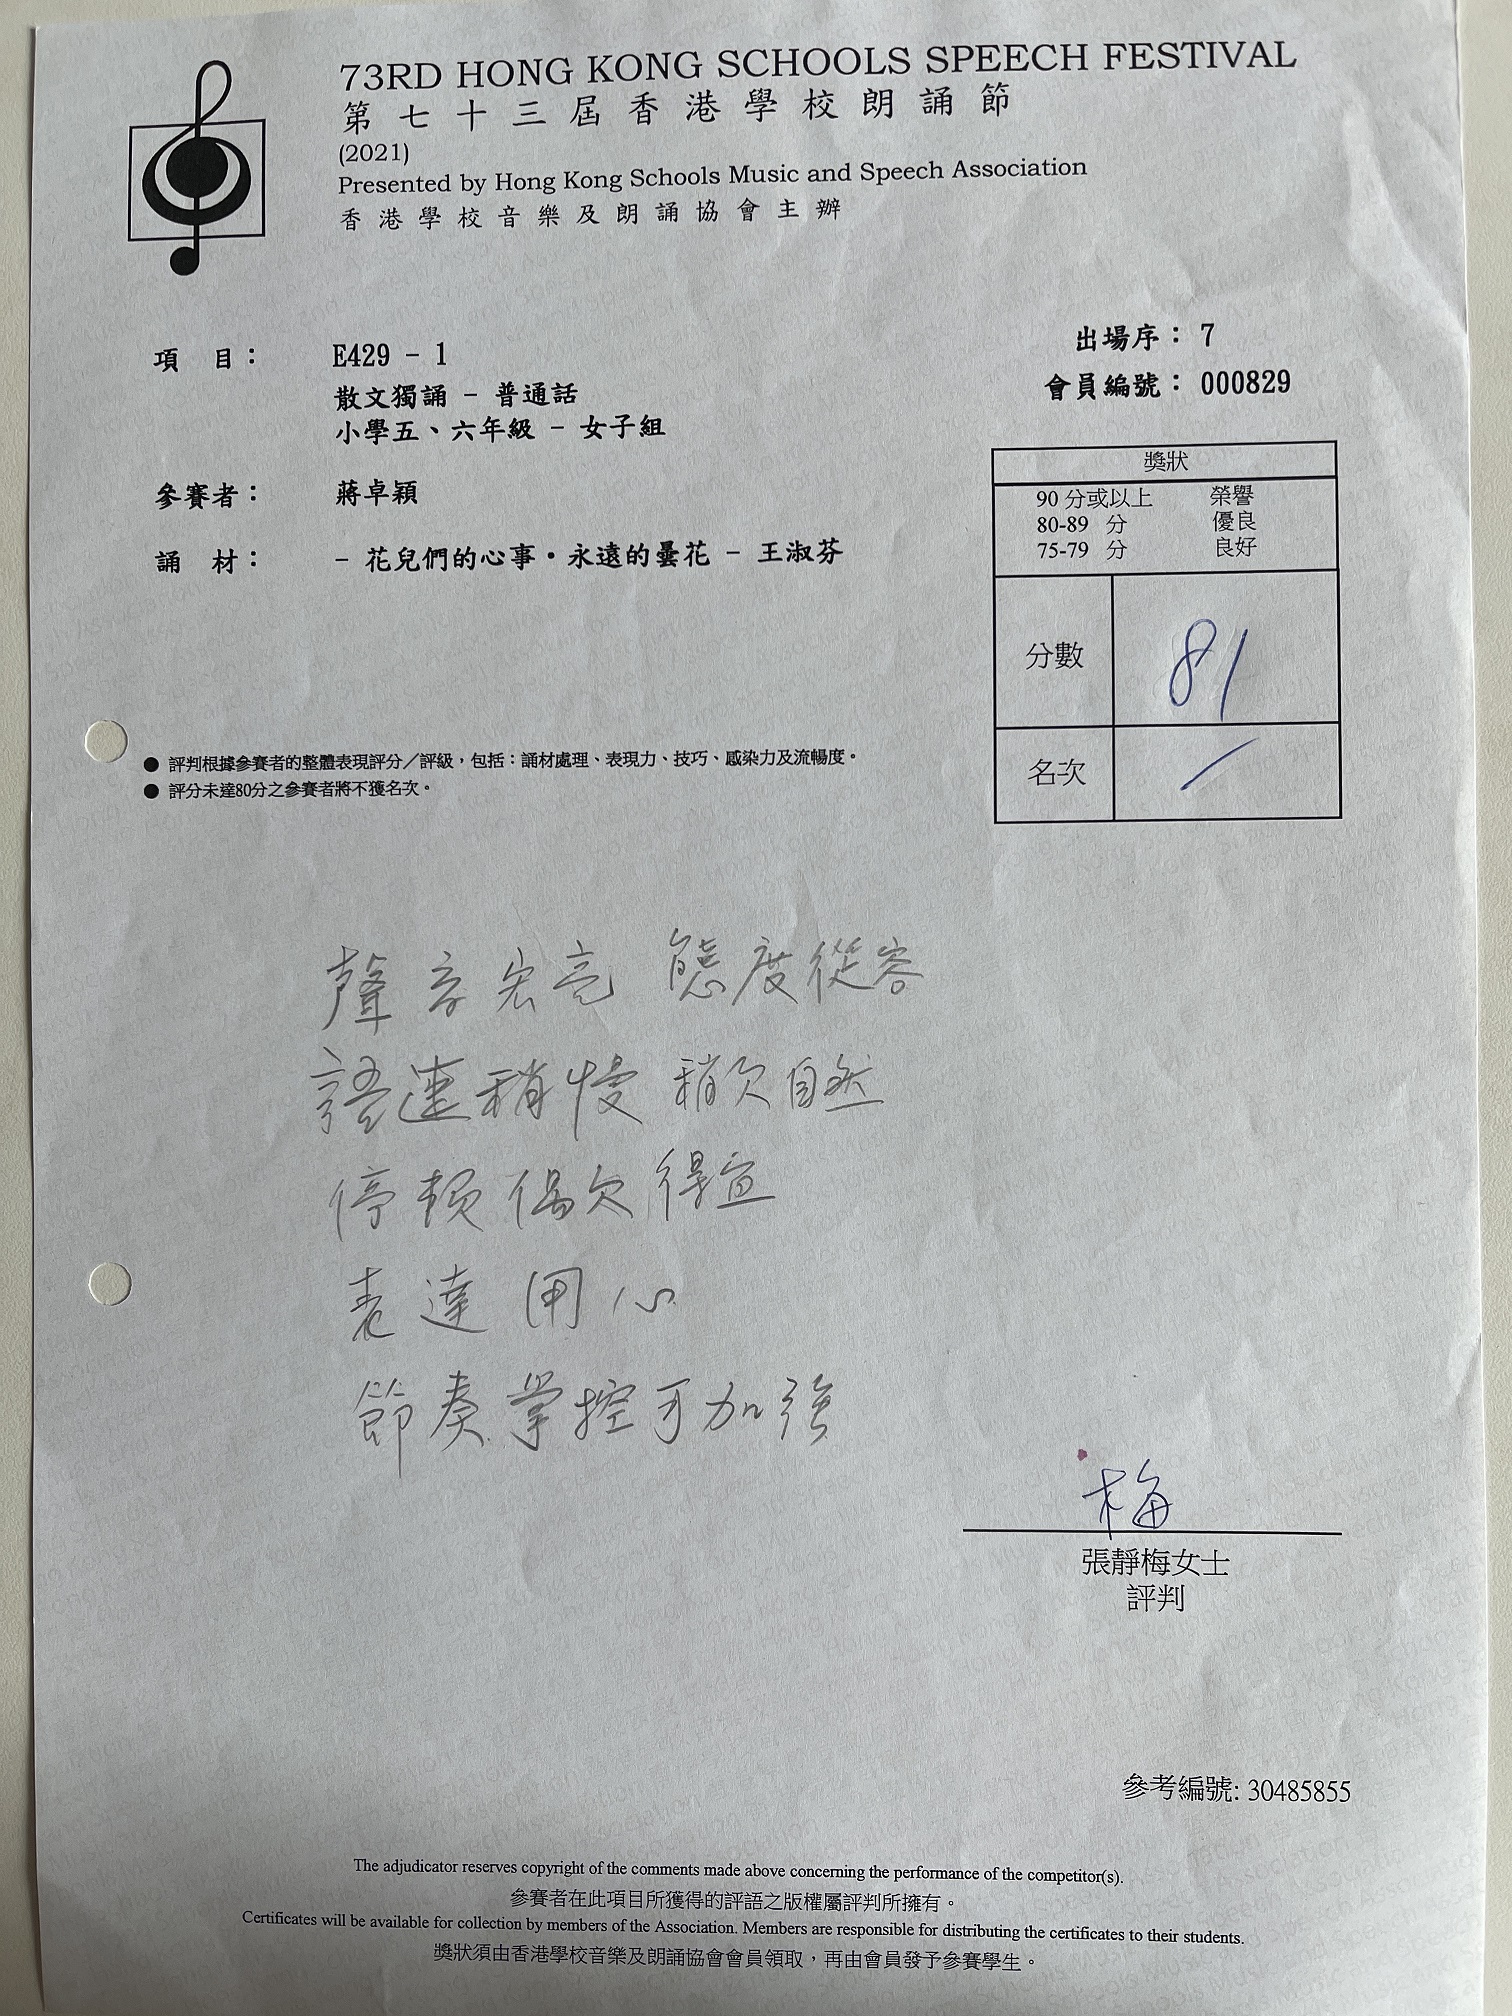 73RD HONG KONG SCHOOLS SPEECH FESTIVAL
第七十三屆香港學校朗誦節
(2021)
Presented by Hong Kong Schools Music and Speech Association
香港學校音樂及朗誦協會主辦
出場序： 7
會員編號： 000829
項 目： E429 - 1
散文獨誦 - 普通話
小學五、六年級 - 女子組
參賽者： 蔣卓穎
誦 材： - 花兒們的心事·永遠的曇花 - 王淑芬
獎狀
90 分或以上 榮譽
80-89 分 優良
75-79 分 良好
分數 81
名次 /
● 評判根據參賽者的整體表現評分／評級，包括：誦材處理、表現力、技巧、感染力及流暢度。
● 評分未達80分之參賽者將不獲名次。
聲音宏亮 態度從容
語速稍慢 稍欠自然
停頓偶欠得宜
表達用心
節奏掌控可加強
梅
張靜梅女士
評判
參考編號: 30485855
The adjudicator reserves copyright of the comments made above concerning the performance of the competitor(s).
參賽者在此項目所獲得的評語之版權屬評判所擁有。
Certificates will be available for collection by members of the Association. Members are responsible for distributing the certificates to their students.
獎狀須由香港學校音樂及朗誦協會會員領取，再由會員發予參賽學生。